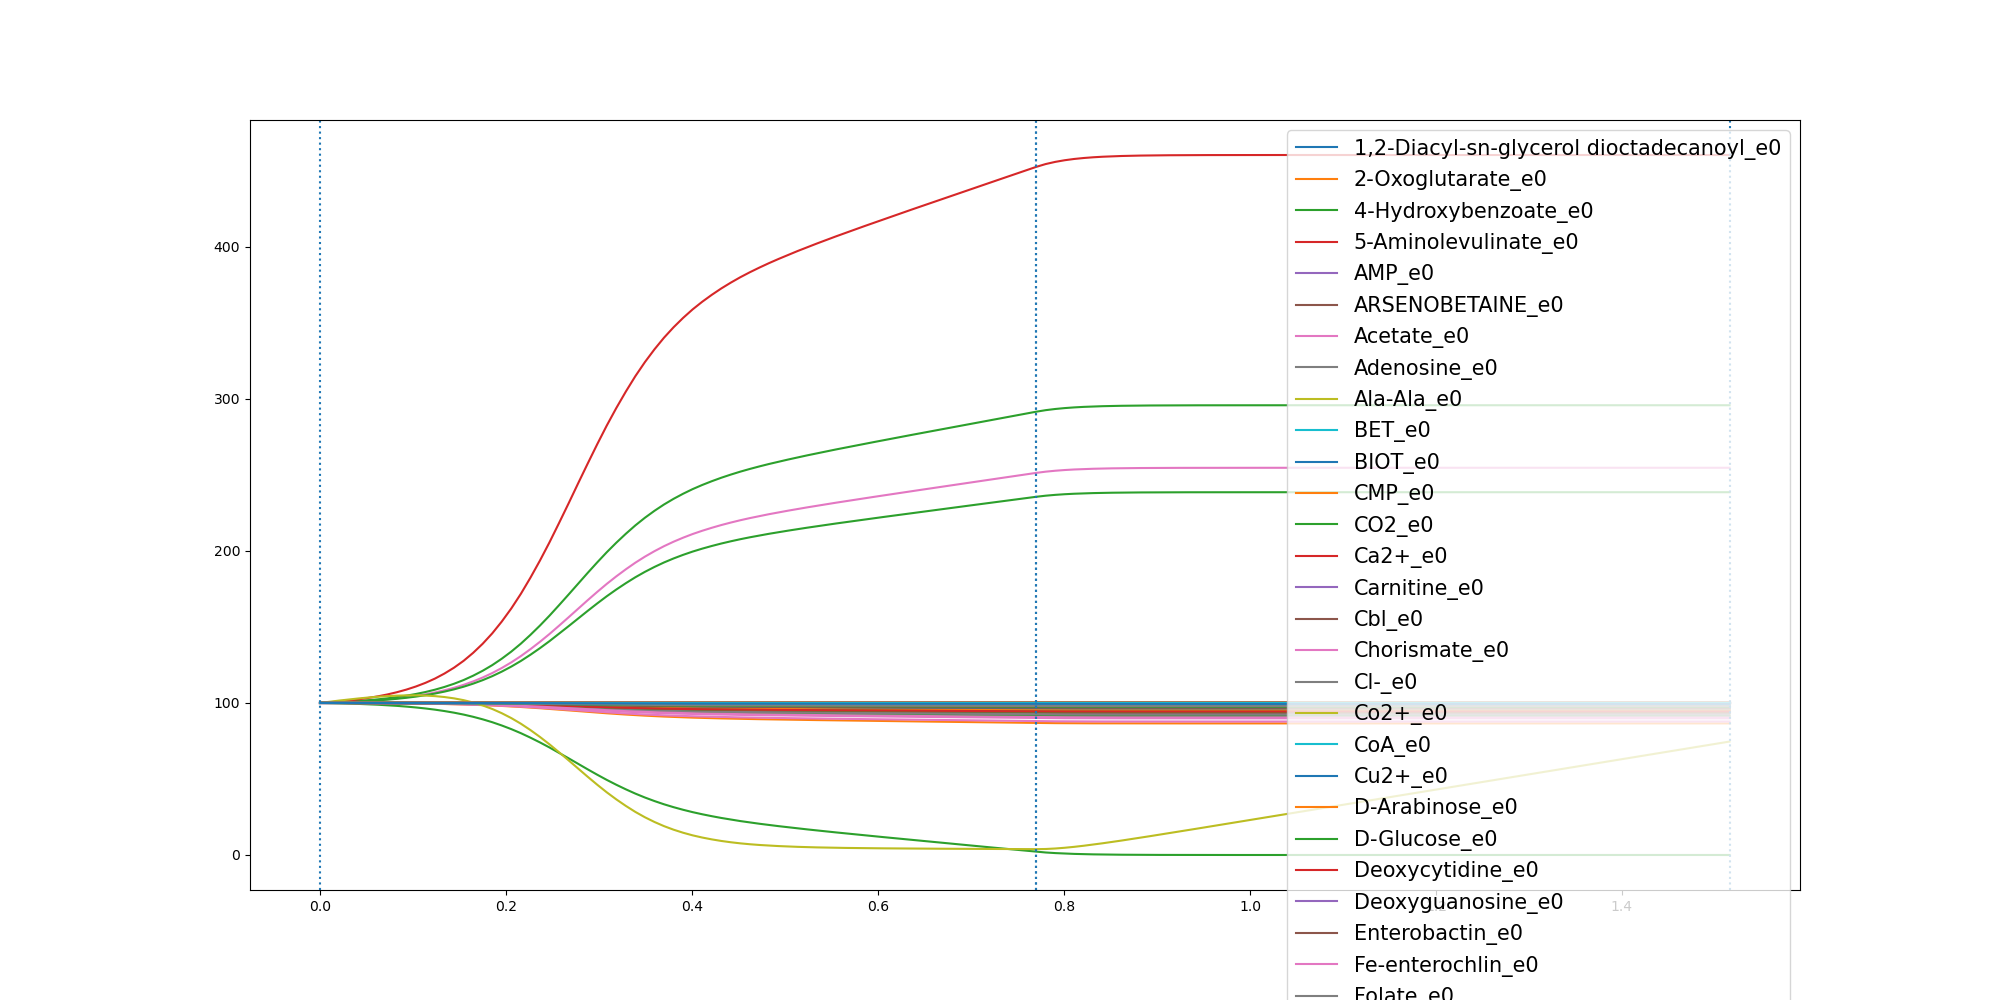 400
300
200
100
0
0.0
0.2
0.4
0.6
0.8
1.0
1.2
1.4
1,2-Diacyl-sn-glycerol dioctadecanoyl_e0
2-Oxoglutarate_e0
4-Hydroxybenzoate_e0
5-Aminolevulinate_e0
AMP_e0
ARSENOBETAINE_e0
Acetate_e0
Adenosine_e0
Ala-Ala_e0
BET_e0
BIOT_e0
CMP_e0
CO2_e0
Ca2+_e0
Carnitine_e0
Cbl_e0
Chorismate_e0
Cl-_e0
Co2+_e0
CoA_e0
Cu2+_e0
D-Arabinose_e0
D-Glucose_e0
Deoxycytidine_e0
Deoxyguanosine_e0
Enterobactin_e0
Fe-enterochlin_e0
Folate_e0